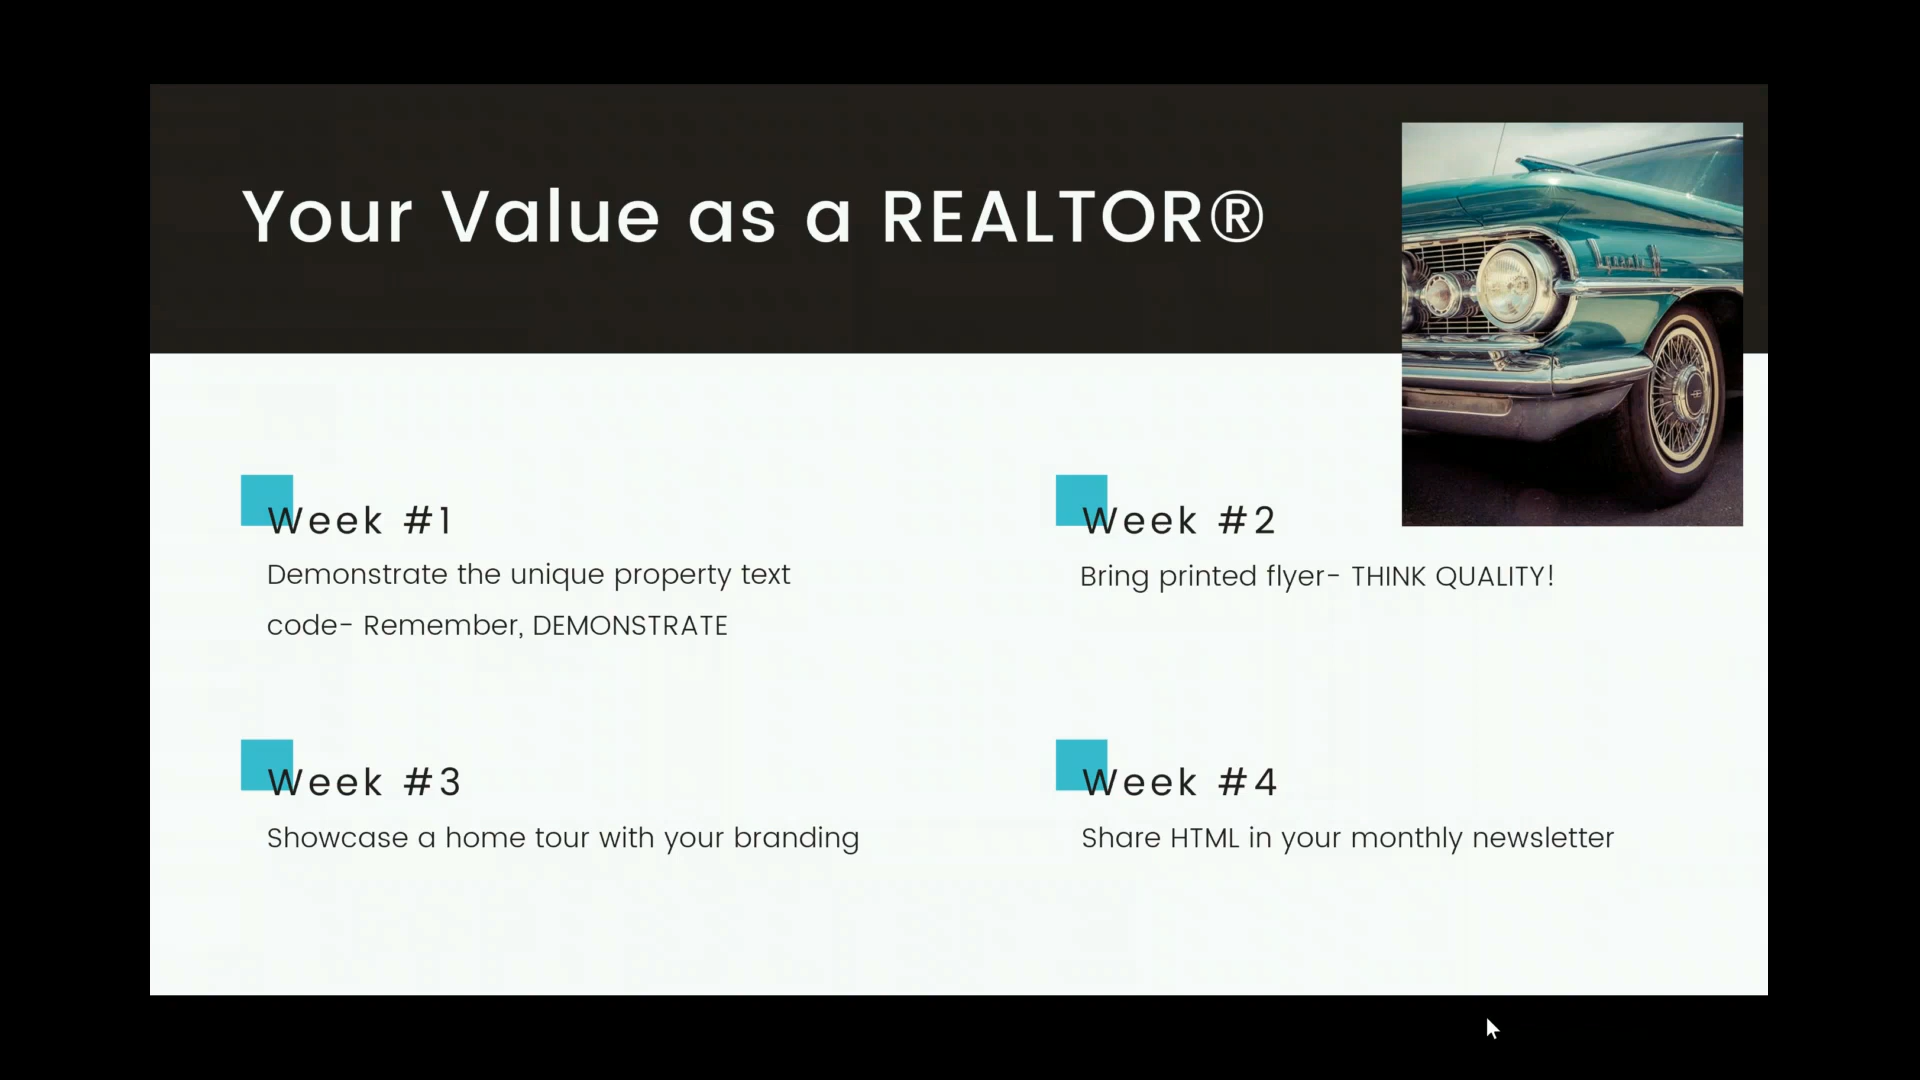 Your Value as a REALTOR®
Week #1
Demonstrate the unique property text
code- Remember, DEMONSTRATE
Week #2
Bring printed flyer- THINK QUALITY!
Week #3
Showcase a home tour with your branding
Week #4
Share HTML in your monthly newsletter